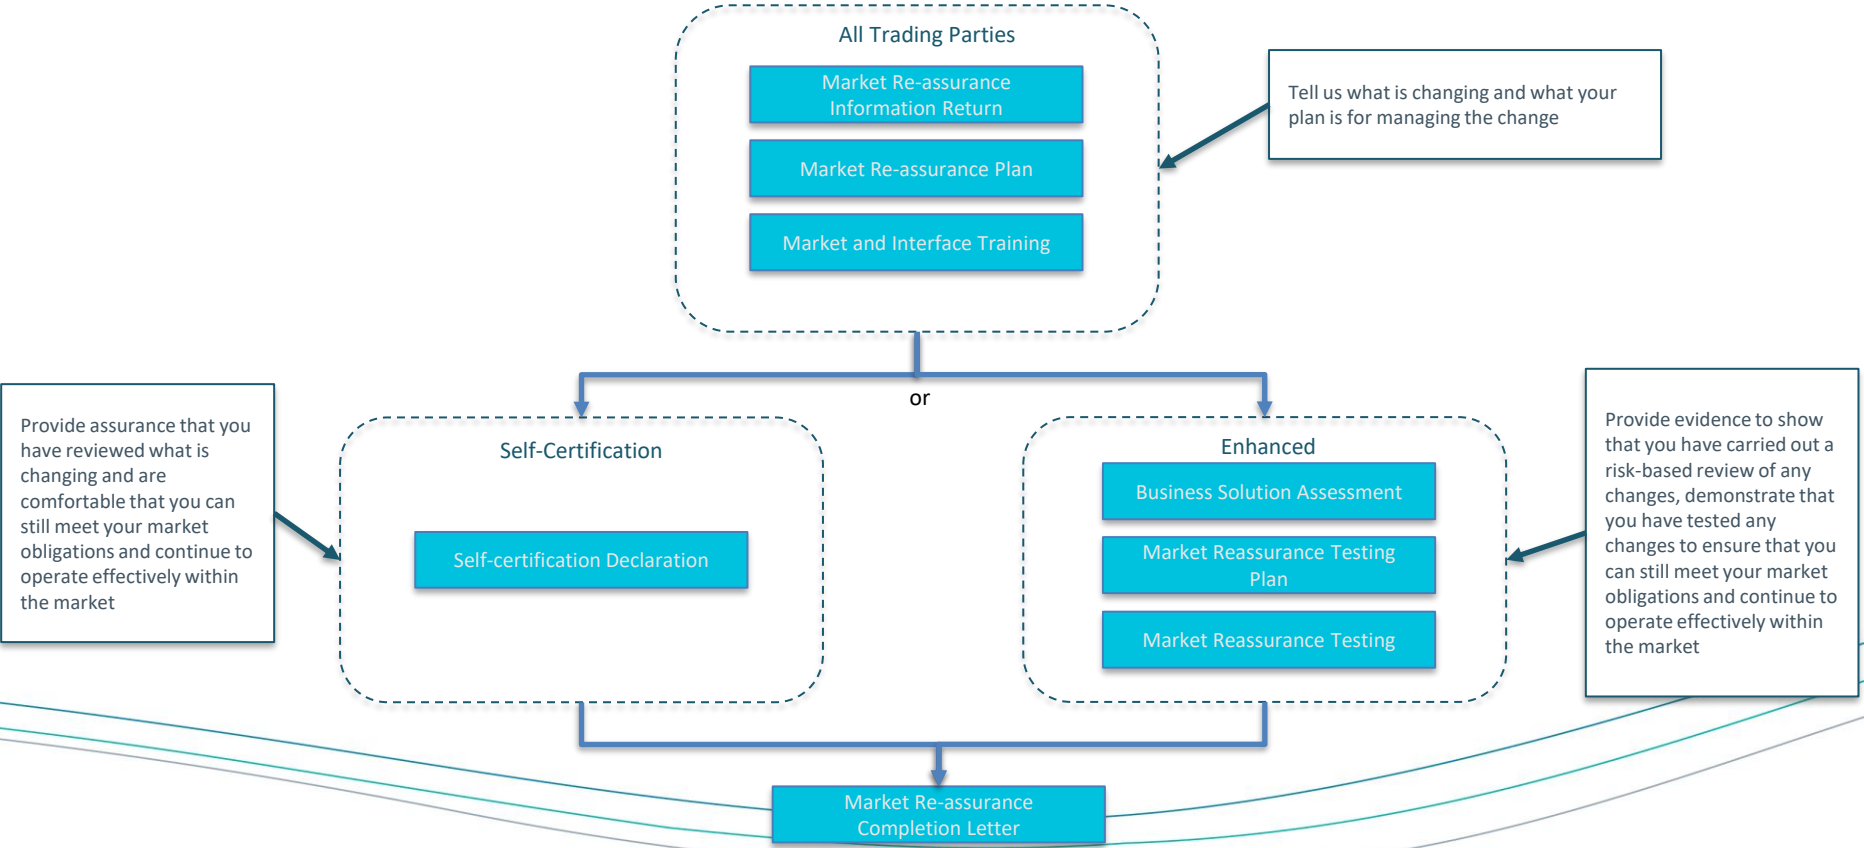 All Trading Parties
Market Re-assurance
Information Return
Market Re-assurance Plan
Market and Interface Training
Tell us what is changing and what your
plan is for managing the change
or
Provide assurance that you
have reviewed what is
changing and are
comfortable that you can
still meet your market
obligations and continue to
operate effectively within
the market
Self-Certification
Self-certification Declaration
Enhanced
Business Solution Assessment
Market Reassurance Testing
Plan
Market Reassurance Testing
Provide evidence to show
that you have carried out a
risk-based review of any
changes, demonstrate that
you have tested any
changes to ensure that you
can still meet your market
obligations and continue to
operate effectively within
the market
Market Re-assurance
Completion Letter